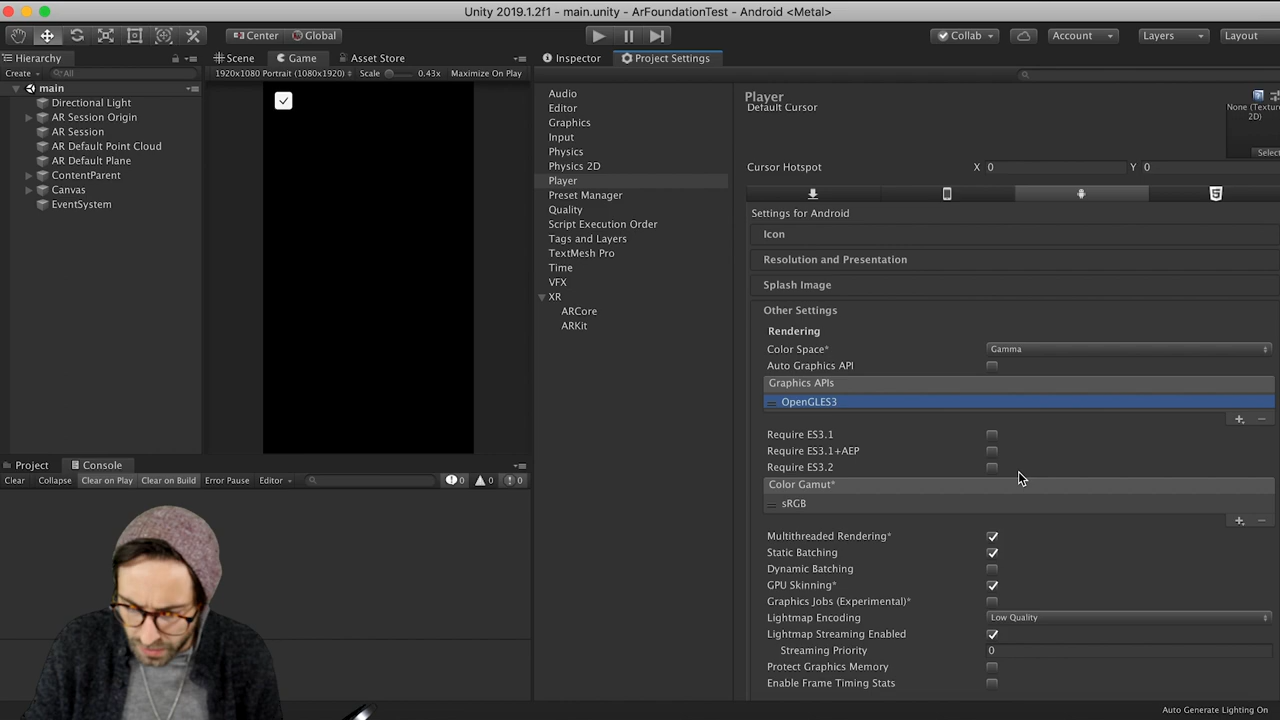 Unity 2019.1.2f1 - main.unity - ArFoundationTest - Android <Metal>
Center Global Collab Account Layers Layout
Hierarchy
Create All
main
Directional Light
AR Session Origin
AR Session
AR Default Point Cloud
AR Default Plane
ContentParent
Canvas
EventSystem
Scene Game Asset Store
1920x1080 Portrait (1080x1920) Scale 0.43x Maximize On Play
Project Console
Clear Collapse Clear on Play Clear on Build Error Pause Editor 0 0 0
Inspector Project Settings
Audio
Editor
Graphics
Input
Physics
Physics 2D
Player
Preset Manager
Quality
Script Execution Order
Tags and Layers
TextMesh Pro
Time
VFX
XR
ARCore
ARKit
Player
Default Cursor
None (Texture
2D)
Select
Cursor Hotspot X 0 Y 0
Settings for Android
Icon
Resolution and Presentation
Splash Image
Other Settings
Rendering
Color Space* Gamma
Auto Graphics API
Graphics APIs
OpenGLES3
Require ES3.1
Require ES3.1+AEP
Require ES3.2
Color Gamut*
sRGB
Multithreaded Rendering*
Static Batching
Dynamic Batching
GPU Skinning*
Graphics Jobs (Experimental)*
Lightmap Encoding Low Quality
Lightmap Streaming Enabled
Streaming Priority 0
Protect Graphics Memory
Enable Frame Timing Stats
Auto Generate Lighting On